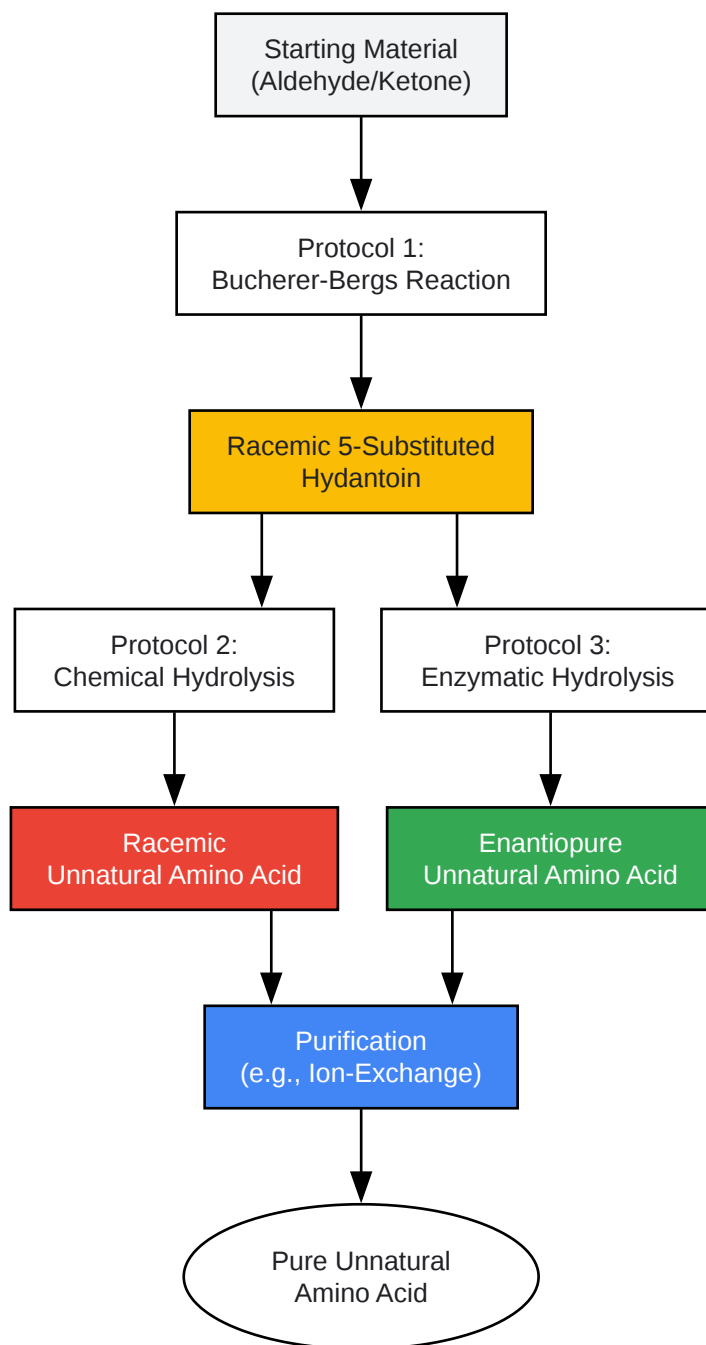 Starting Material
(Aldehyde/Ketone)
Protocol 1:
Bucherer-Bergs Reaction
Racemic 5-Substituted
Hydantoin
Protocol 2:
Chemical Hydrolysis
Protocol 3:
Enzymatic Hydrolysis
Racemic
Unnatural Amino Acid
Enantiopure
Unnatural Amino Acid
Purification
(e.g., Ion-Exchange)
Pure Unnatural
Amino Acid